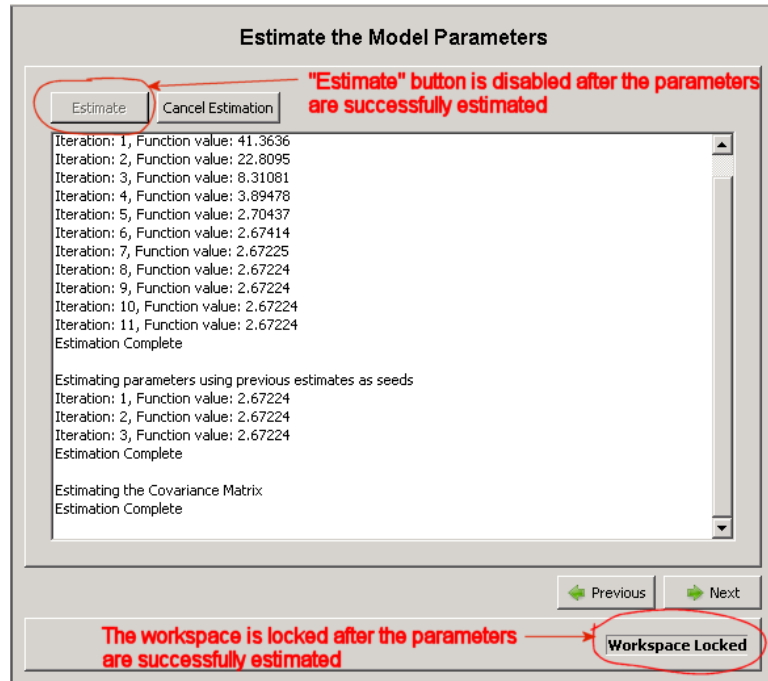 Estimate the Model Parameters
"Estimate" button is disabled after the parameters
are successfully estimated
Estimate
Cancel Estimation
Iteration: 1, Function value: 41.3636
Iteration: 2, Function value: 22.8095
Iteration: 3, Function value: 8.31081
Iteration: 4, Function value: 3.89478
Iteration: 5, Function value: 2.70437
Iteration: 6, Function value: 2.67414
Iteration: 7, Function value: 2.67225
Iteration: 8, Function value: 2.67224
Iteration: 9, Function value: 2.67224
Iteration: 10, Function value: 2.67224
Iteration: 11, Function value: 2.67224
Estimation Complete
Estimating parameters using previous estimates as seeds
Iteration: 1, Function value: 2.67224
Iteration: 2, Function value: 2.67224
Iteration: 3, Function value: 2.67224
Estimation Complete
Estimating the Covariance Matrix
Estimation Complete
Previous
Next
The workspace is locked after the parameters
are successfully estimated
Workspace Locked